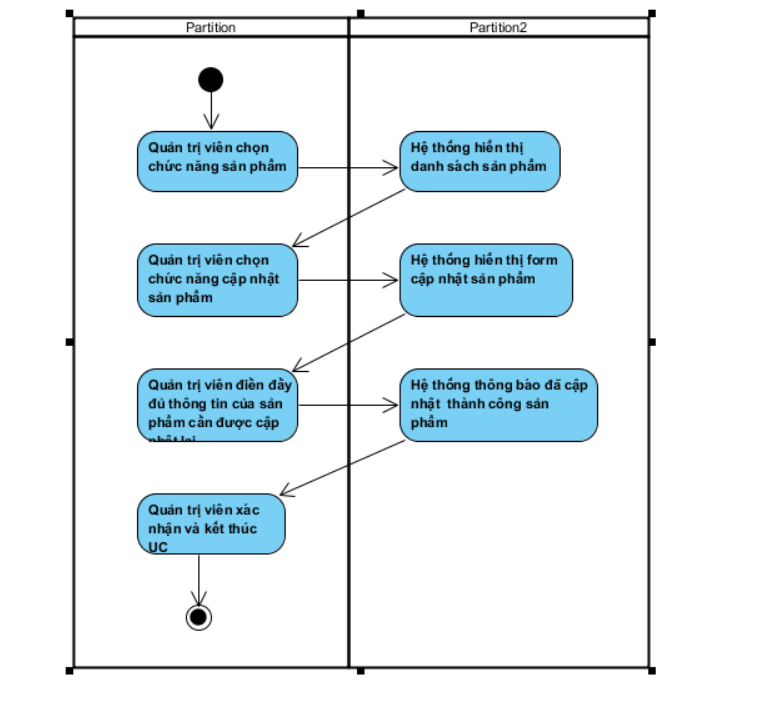 Partition
Partition2
Quản trị viên chọn
chức năng sản phẩm
Hệ thống hiển thị
danh sách sản phẩm
Quản trị viên chọn
chức năng cập nhật
sản phẩm
Hệ thống hiển thị form
cập nhật sản phẩm
Quản trị viên điền đầy
đủ thông tin của sản
phẩm cần được cập
nhật lại
Hệ thống thông báo đã cập
nhật thành công sản
phẩm
Quản trị viên xác
nhận và kết thúc
UC